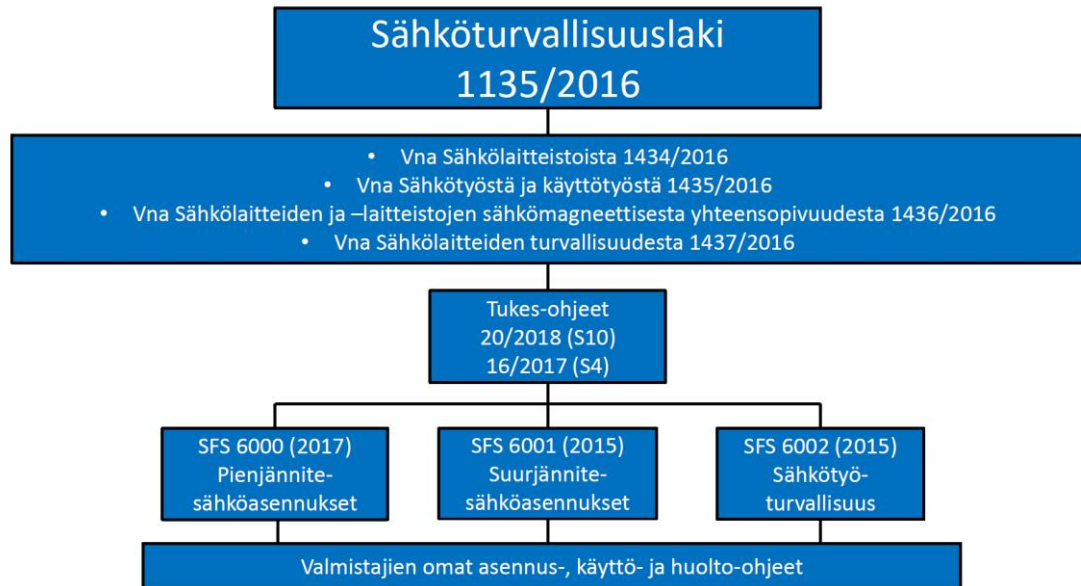 Sähköturvallisuuslaki
1135/2016
• Vna Sähkölaitteistoista 1434/2016
• Vna Sähkötyöstä ja käyttötyöstä 1435/2016
• Vna Sähkölaitteiden ja –laitteistojen sähkömagneettisesta yhteensopivuudesta 1436/2016
• Vna Sähkölaitteiden turvallisuudesta 1437/2016
Tukes-ohjeet
20/2018 (S10)
16/2017 (S4)
SFS 6000 (2017)
Pienjännite-
sähköasennukset
SFS 6001 (2015)
Suurjännite-
sähköasennukset
SFS 6002 (2015)
Sähkötyö-
turvallisuus
Valmistajien omat asennus-, käyttö- ja huolto-ohjeet